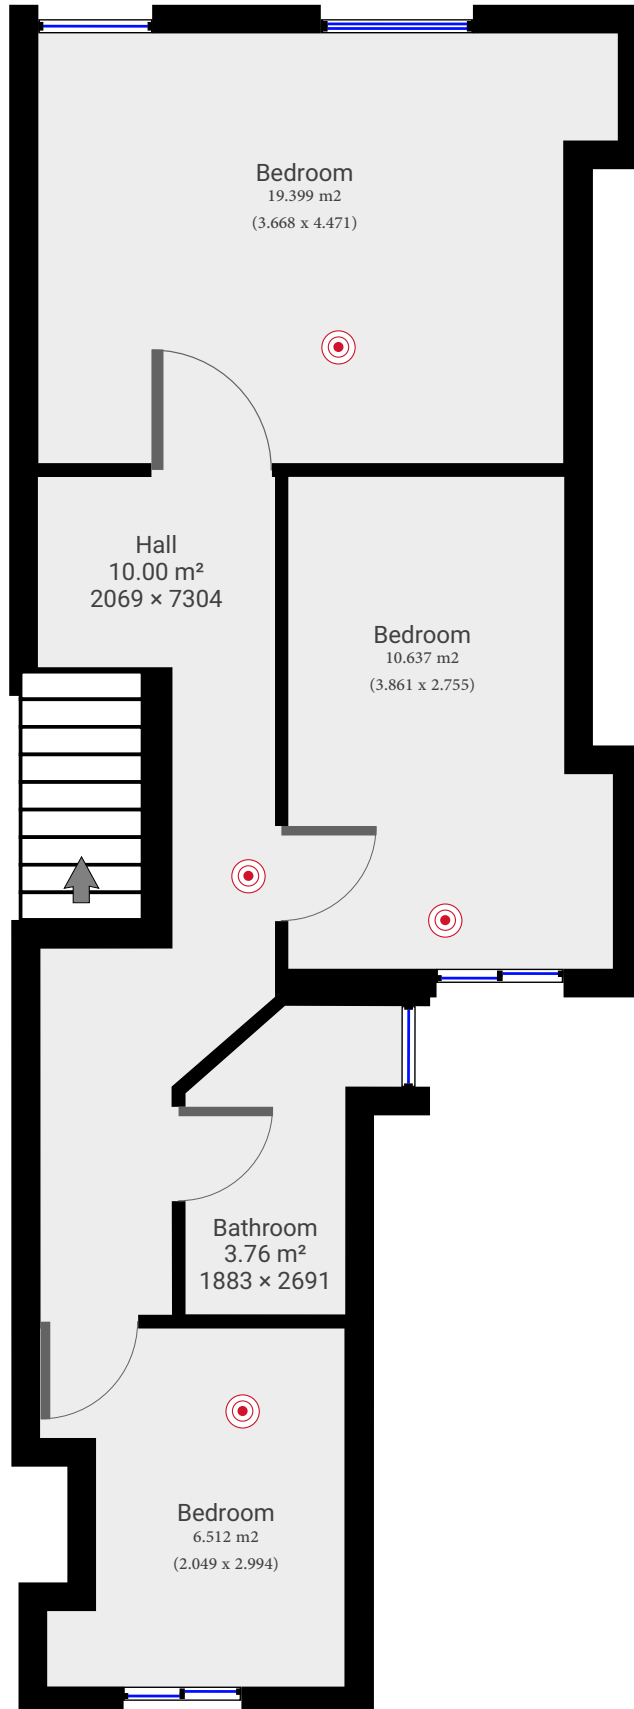 Bedroom
19.399 m2
(3.668 x 4.471)
Hall
10.00 m²
2069 × 7304
Bedroom
10.637 m2
(3.861 x 2.755)
Bathroom
3.76 m²
1883 × 2691
Bedroom
6.512 m2
(2.049 x 2.994)